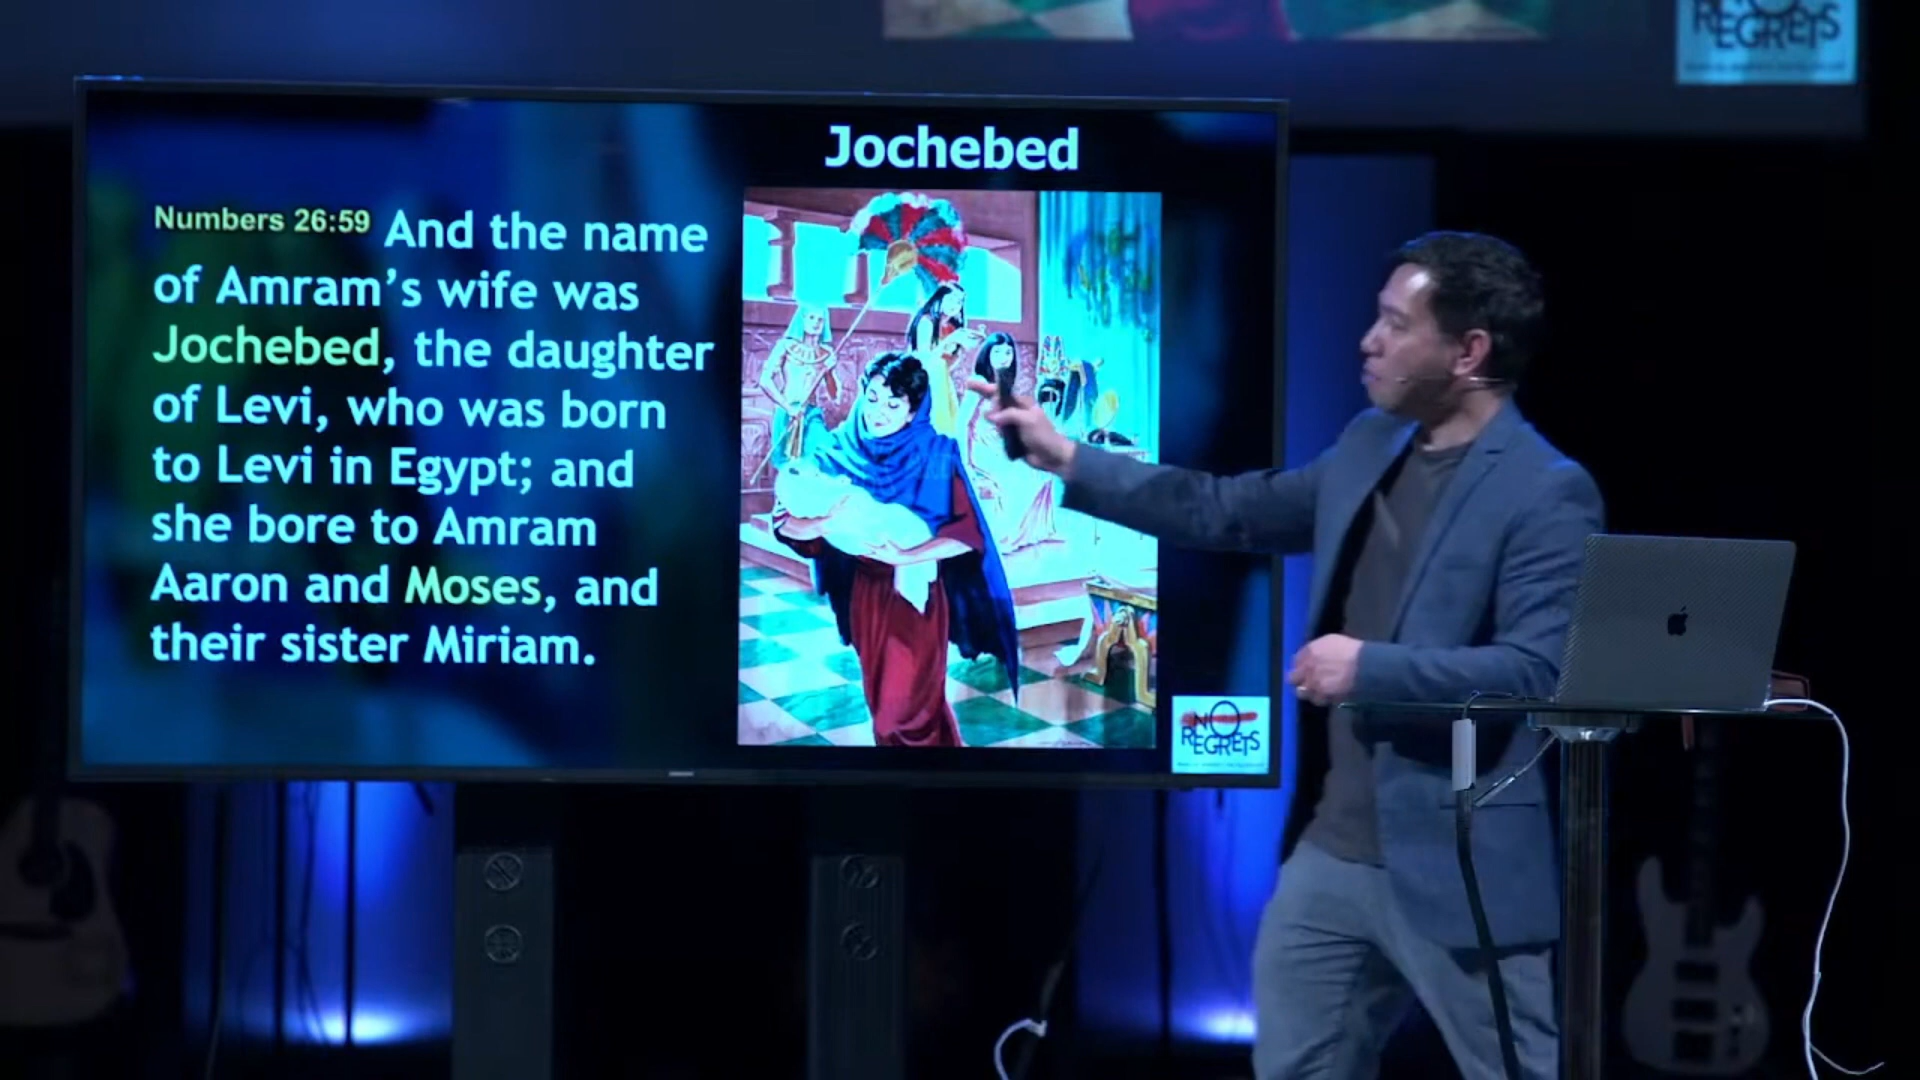 REGRETS
Jochebed
Numbers 26:59 And the name
of Amram’s wife was
Jochebed, the daughter
of Levi, who was born
to Levi in Egypt; and
she bore to Amram
Aaron and Moses, and
their sister Miriam.
NO
REGRETS